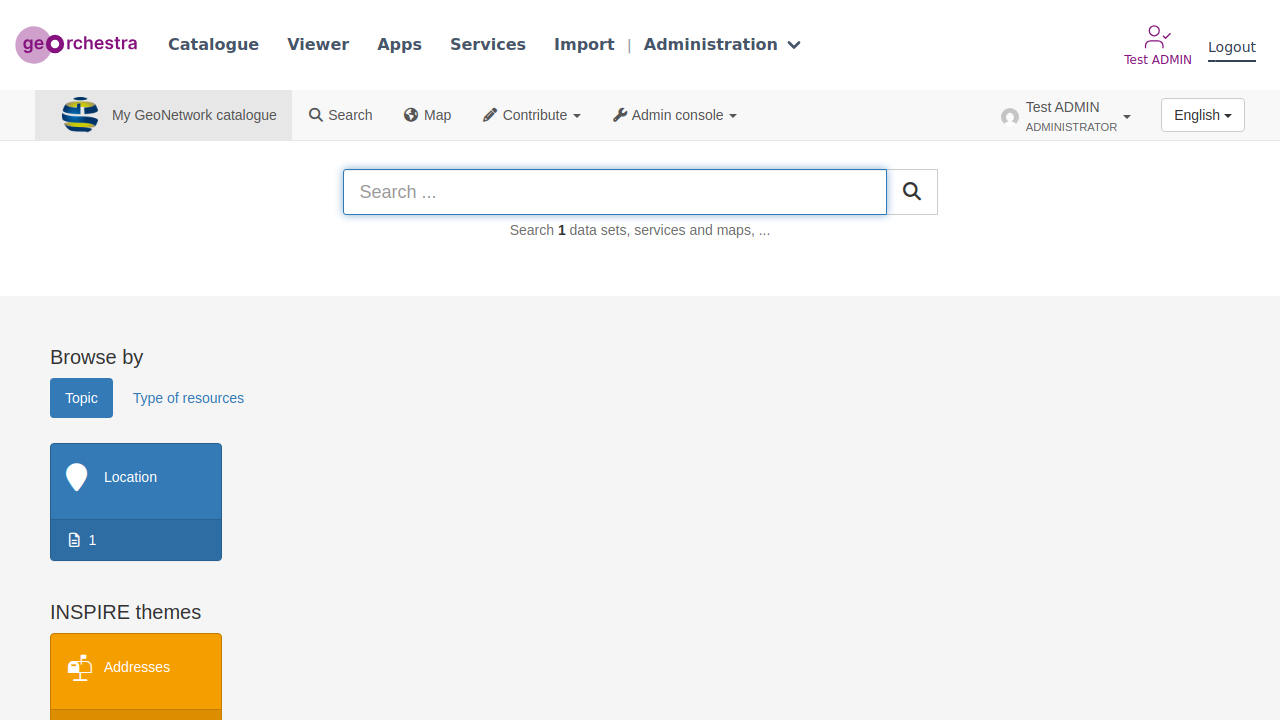 georchestra
Catalogue Viewer Apps Services Import | Administration
Test ADMIN
Logout
My GeoNetwork catalogue Search Map Contribute Admin console
Test ADMIN
ADMINISTRATOR
English
Search ...
Search 1 data sets, services and maps, ...
Browse by
Topic Type of resources
Location
1
INSPIRE themes
Addresses